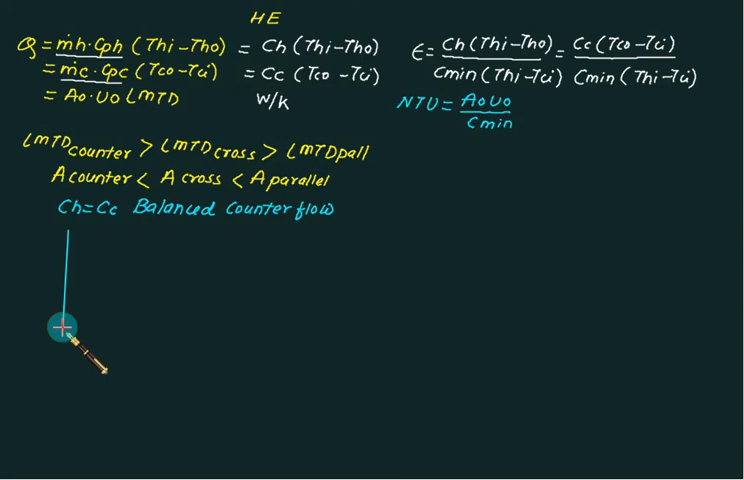 HE
Q = ṁh·Cph (Thi-Tho) = Ch (Thi-Tho)
= ṁc·Cpc (Tco-Tci) = Cc (Tco-Tci)
= Ao·Uo LMTD W/K
ϵ = Ch(Thi-Tho)/Cmin(Thi-Tci) = Cc(Tco-Tci)/Cmin(Thi-Tci)
NTU = AoUo/Cmin
LMTDcounter > LMTDcross > LMTDpall
Acounter < Across < Aparallel
Ch=Cc Balanced Counterflow